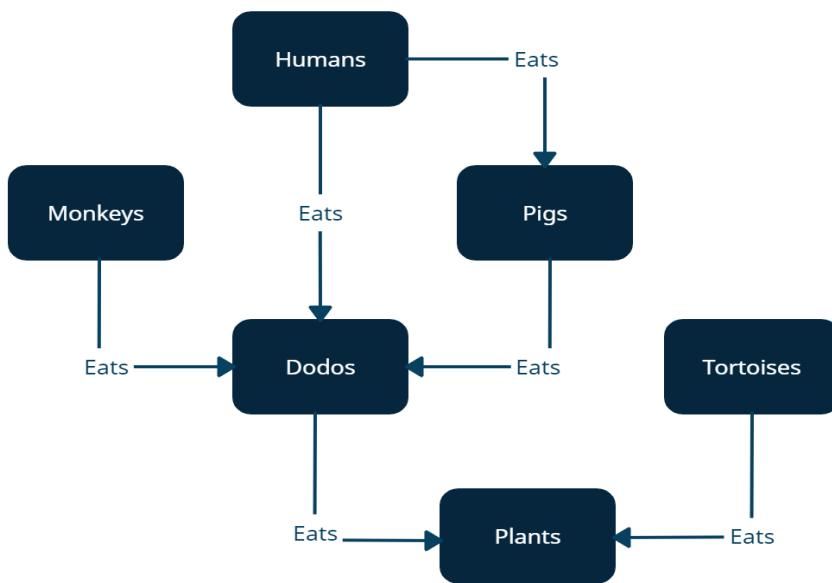 Humans
Eats
Monkeys
Eats
Pigs
Eats
Dodos
Eats
Tortoises
Eats
Plants
Eats